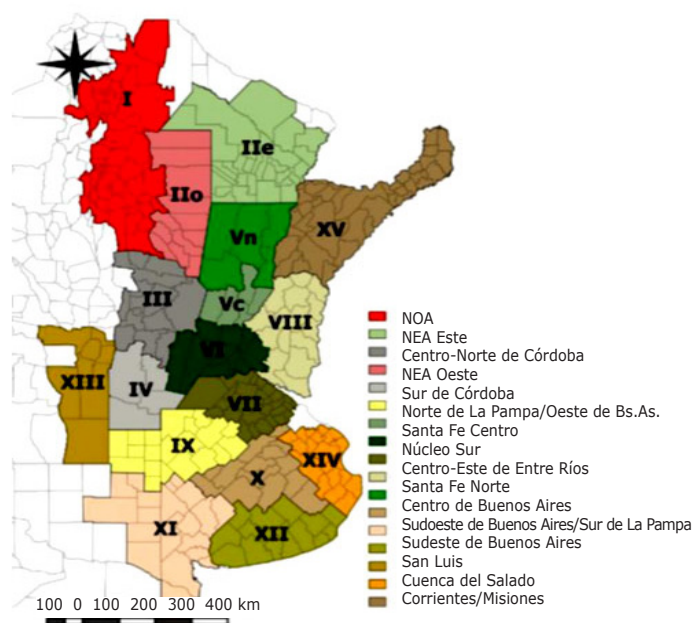 I
IIe
IIo
XV
Vn
III
Vc
VIII
VI
XIII
IV
VII
IX
XIV
X
XI
XII
NOA
NEA Este
Centro-Norte de Córdoba
NEA Oeste
Sur de Córdoba
Norte de La Pampa/Oeste de Bs.As.
Santa Fe Centro
Núcleo Sur
Centro-Este de Entre Ríos
Santa Fe Norte
Centro de Buenos Aires
Sudoeste de Buenos Aires/Sur de La Pampa
Sudeste de Buenos Aires
San Luis
Cuenca del Salado
Corrientes/Misiones
100 0 100 200 300 400 km